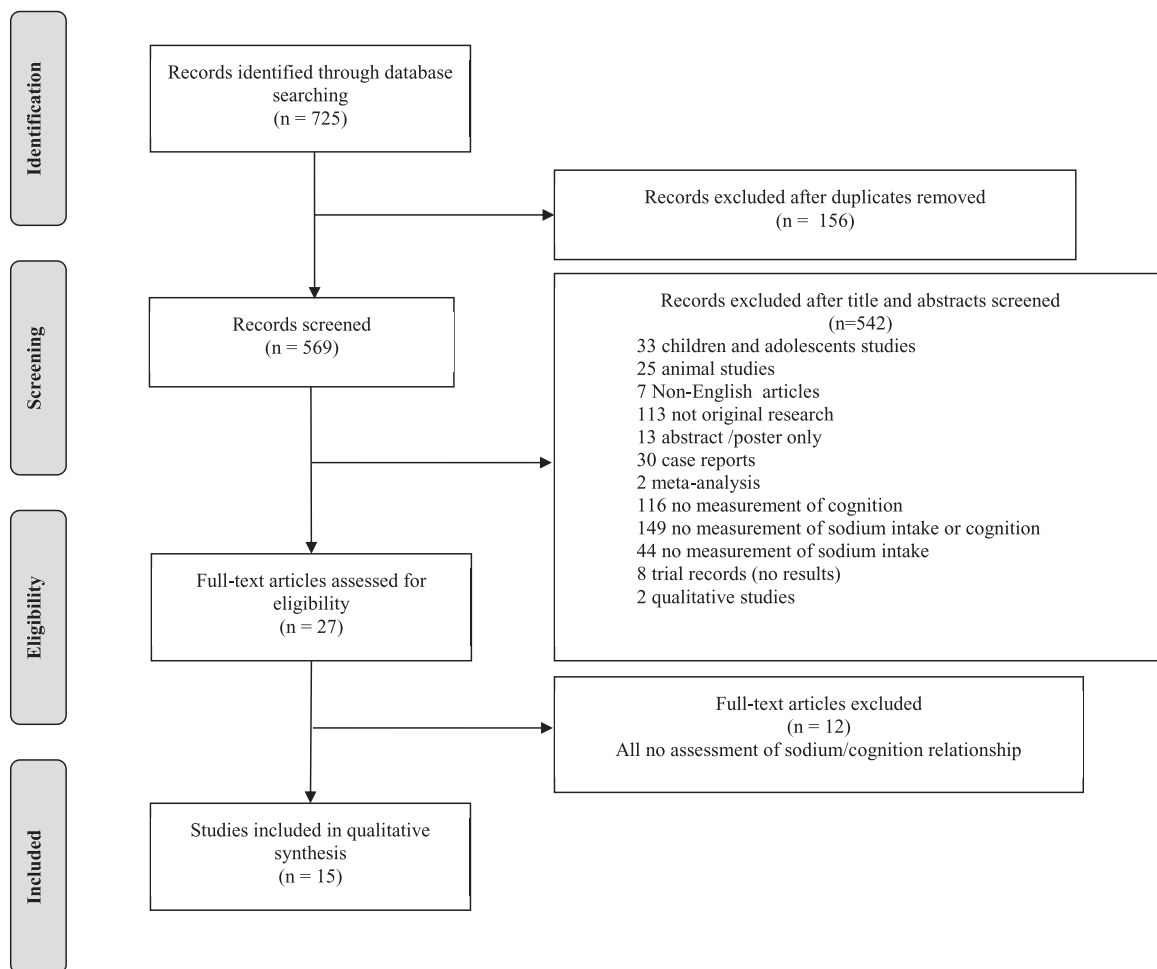 Identification
Records identified through database
searching
(n = 725)
Records excluded after duplicates removed
(n = 156)
Screening
Records screened
(n = 569)
Records excluded after title and abstracts screened
(n=542)
33 children and adolescents studies
25 animal studies
7 Non-English articles
113 not original research
13 abstract /poster only
30 case reports
2 meta-analysis
116 no measurement of cognition
149 no measurement of sodium intake or cognition
44 no measurement of sodium intake
8 trial records (no results)
2 qualitative studies
Eligibility
Full-text articles assessed for
eligibility
(n = 27)
Full-text articles excluded
(n = 12)
All no assessment of sodium/cognition relationship
Included
Studies included in qualitative
synthesis
(n = 15)